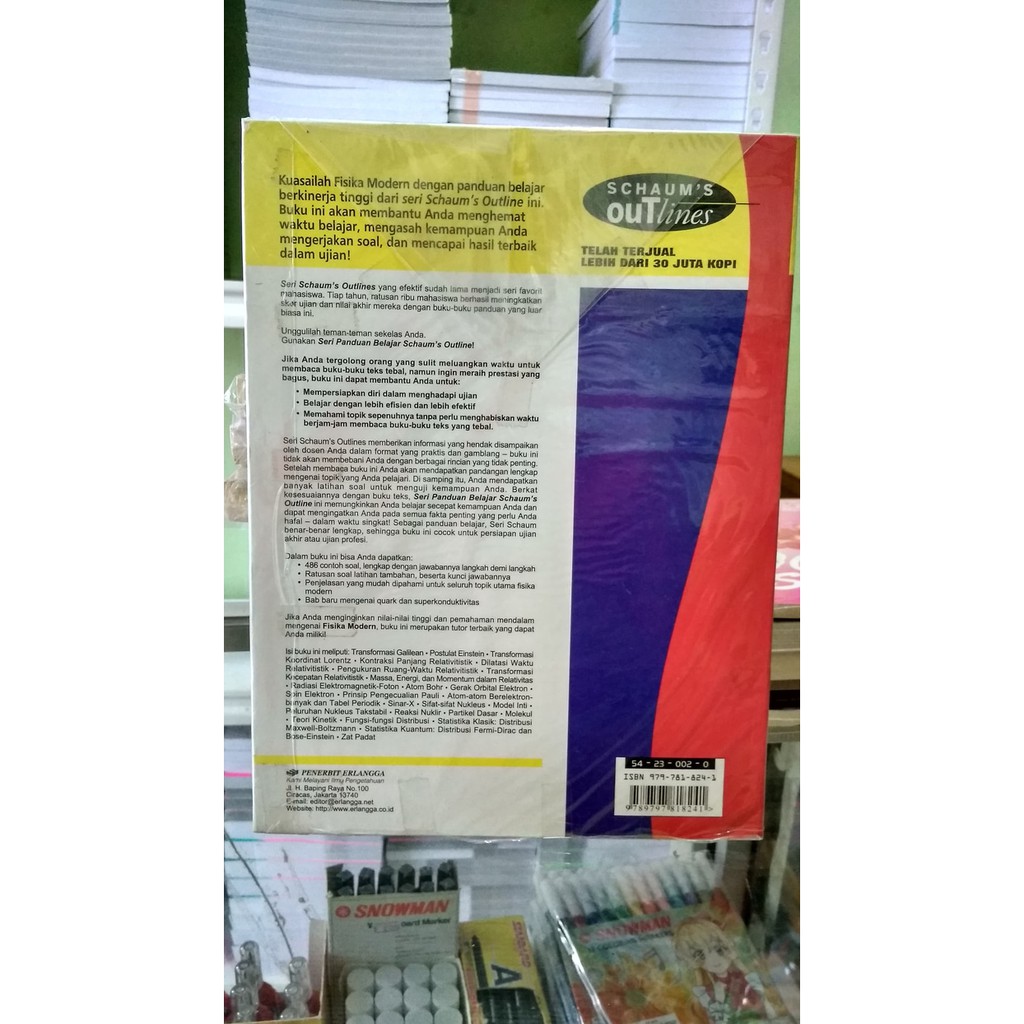 Kuasailah Fisika Modern dengan panduan belajar
berkinerja tinggi dari seri Schaum's Outline ini.
Buku ini akan membantu Anda menghemat
waktu belajar, mengasah kemampuan Anda
mengerjakan soal, dan mencapai hasil terbaik
dalam ujian!
SCHAUM'S
ouTlines
TELAH TERJUAL
LEBIH DARI 30 JUTA KOPI
Seri Schaum's Outlines yang efektif sudah lama menjadi seri favorit
mahasiswa. Tiap tahun, ratusan ribu mahasiswa berhasil meningkatkan
skor ujian dan nilai akhir mereka dengan buku-buku panduan yang luar
biasa ini.
Unggulilah teman-teman sekelas Anda.
Gunakan Seri Panduan Belajar Schaum's Outline!
Jika Anda tergolong orang yang sulit meluangkan waktu untuk
membaca buku-buku teks tebal, namun ingin meraih prestasi yang
bagus, buku ini dapat membantu Anda untuk:
• Mempersiapkan diri dalam menghadapi ujian
• Belajar dengan lebih efisien dan lebih efektif
• Memahami topik sepenuhnya tanpa perlu menghabiskan waktu
berjam-jam membaca buku-buku teks yang tebal.
Seri Schaum's Outlines memberikan informasi yang hendak disampaikan
oleh dosen Anda dalam format yang praktis dan gamblang – buku ini
tidak akan membebani Anda dengan berbagai rincian yang tidak penting.
Setelah membaca buku ini Anda akan mendapatkan pandangan lengkap
mengenai topik yang Anda pelajari. Di samping itu, Anda mendapatkan
banyak latihan soal untuk menguji kemampuan Anda. Berkat
kesesuaiannya dengan buku teks, Seri Panduan Belajar Schaum's
Outline ini memungkinkan Anda belajar secepat kemampuan Anda dan
dapat mengingatkan Anda pada semua fakta penting yang perlu Anda
hafal – dalam waktu singkat! Sebagai panduan belajar, Seri Schaum
benar-benar lengkap, sehingga buku ini cocok untuk persiapan ujian
akhir atau ujian profesi.
Dalam buku ini bisa Anda dapatkan:
• 486 contoh soal, lengkap dengan jawabannya langkah demi langkah
• Ratusan soal latihan tambahan, beserta kunci jawabannya
• Penjelasan yang mudah dipahami untuk seluruh topik utama fisika
modern
• Bab baru mengenai quark dan superkonduktivitas
Jika Anda menginginkan nilai-nilai tinggi dan pemahaman mendalam
mengenai Fisika Modern, buku ini merupakan tutor terbaik yang dapat
Anda miliki!
Isi buku ini meliputi: Transformasi Galilean • Postulat Einstein • Transformasi
Koordinat Lorentz • Kontraksi Panjang Relativitistik • Dilatasi Waktu
Relativitistik • Pengukuran Ruang-Waktu Relativitistik • Transformasi
Kecepatan Relativitistik • Massa, Energi, dan Momentum dalam Relativitas
• Radiasi Elektromagnetik-Foton • Atom Bohr • Gerak Orbital Elektron •
Spin Elektron • Prinsip Pengecualian Pauli • Atom-atom Berelektron-
banyak dan Tabel Periodik • Sinar-X • Sifat-sifat Nukleus • Model Inti •
Peluruhan Nukleus Takstabil • Reaksi Nuklir • Partikel Dasar • Molekul
• Teori Kinetik • Fungsi-fungsi Distribusi • Statistika Klasik: Distribusi
Maxwell-Boltzmann • Statistika Kuantum: Distribusi Fermi-Dirac dan
Bose-Einstein • Zat Padat
PENERBIT ERLANGGA
Kami Melayani Ilmu Pengetahuan
Jl. H. Baping Raya No.100
Ciracas, Jakarta 13740
E-mail: editor@erlangga.net
Website: http://www.erlangga.co.id
54 - 23 - 002 - 0
ISBN 979-781-824-1
9 789797 818241 >
SNOWMAN
Marker
SNOWMAN